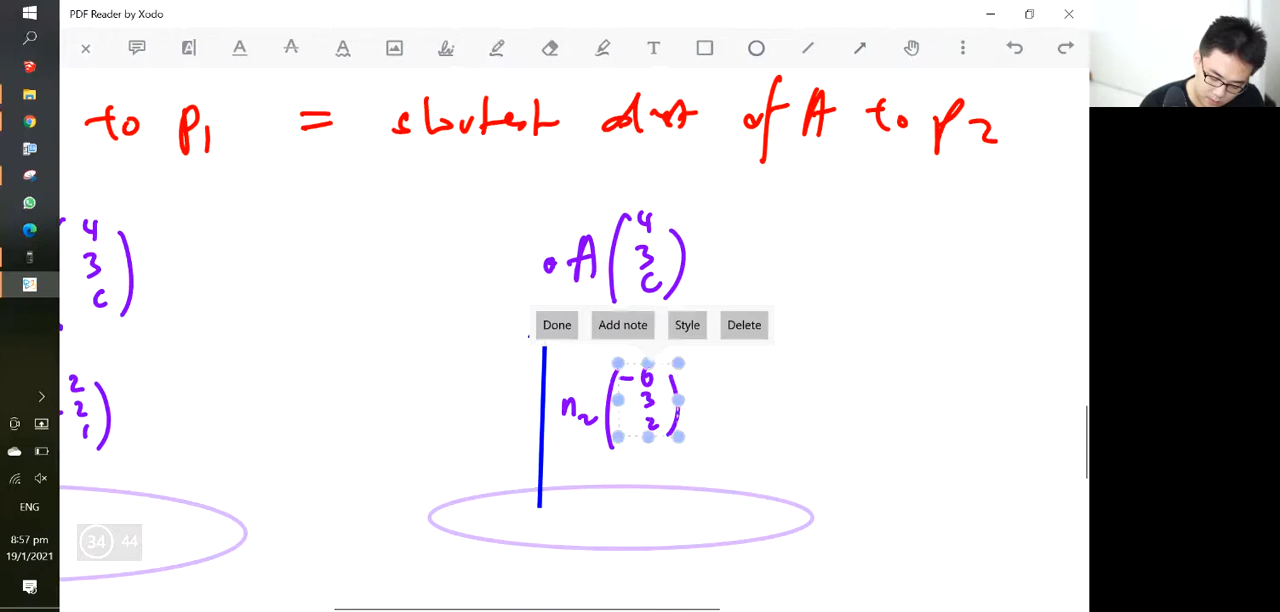 PDF Reader by Xodo
to p1 = shortest dist of A to p2
4
3
c
A (4
3
c)
Done Add note Style Delete
2
2
1
n2 (-6
3
2)
ENG
8:57 pm
19/1/2021
34 44